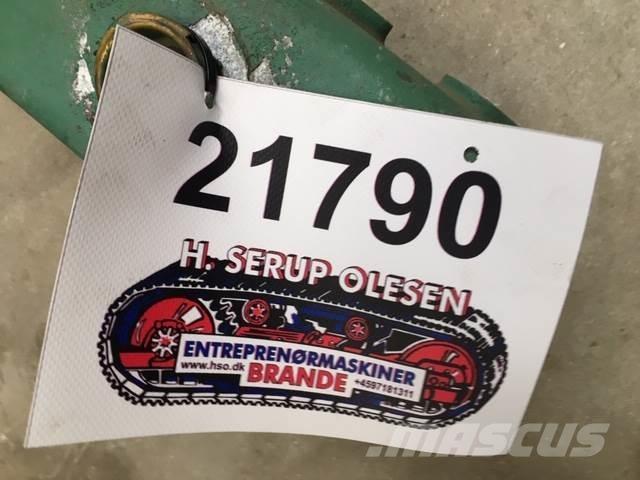 21790
H. SERUP OLESEN
ENTREPRENØRMASKINER
www.hso.dk BRANDE +4597181311
MASCUS